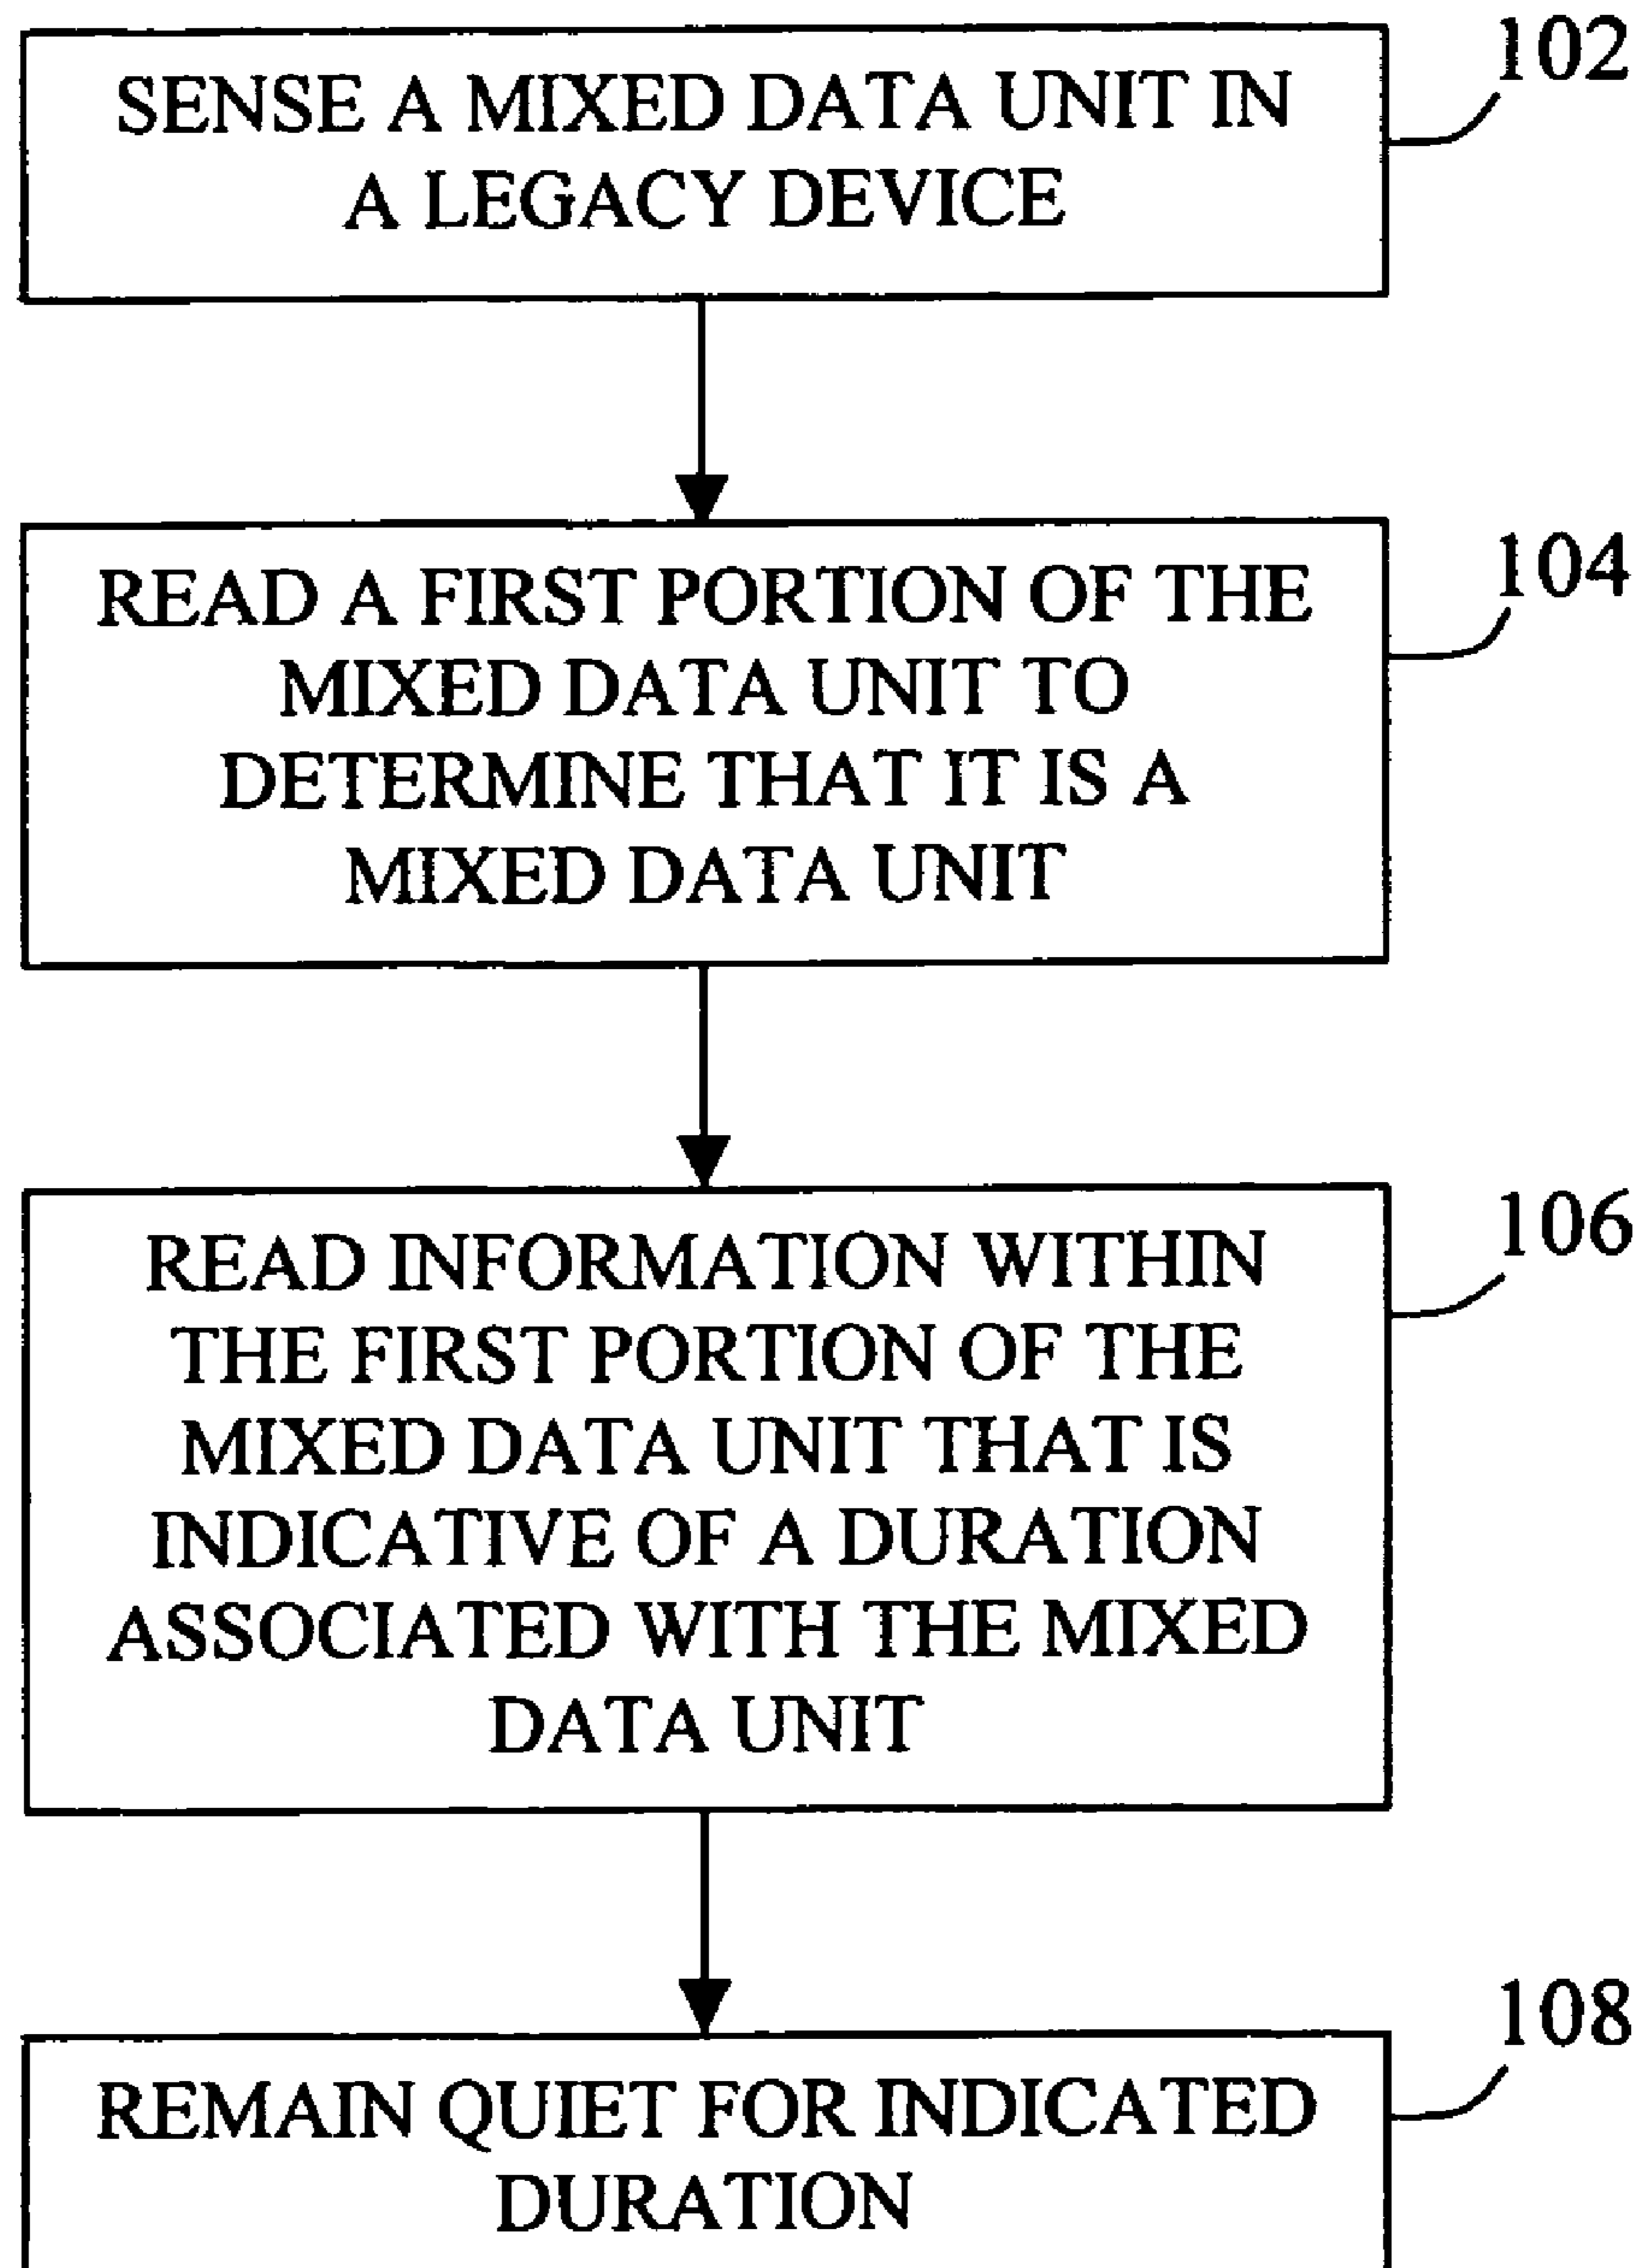 102
SENSE A MIXED DATA UNIT IN
A LEGACY DEVICE
104
READ A FIRST PORTION OF THE
MIXED DATA UNIT TO
DETERMINE THAT IT IS A
MIXED DATA UNIT
106
READ INFORMATION WITHIN
THE FIRST PORTION OF THE
MIXED DATA UNIT THAT IS
INDICATIVE OF A DURATION
ASSOCIATED WITH THE MIXED
DATA UNIT
108
REMAIN QUIET FOR INDICATED
DURATION